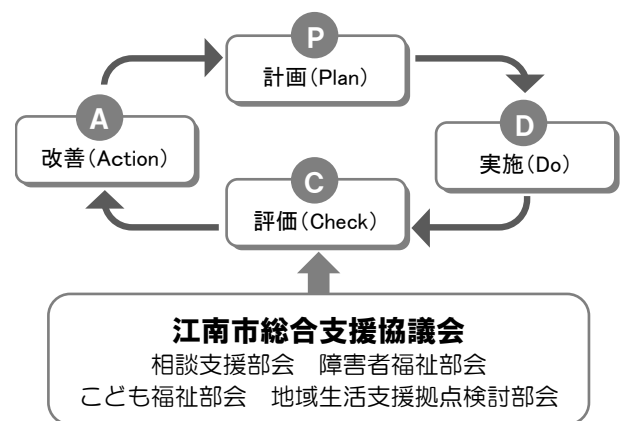 P
計画(Plan)
A
改善(Action)
D
実施(Do)
C
評価(Check)
江南市総合支援協議会
相談支援部会　障害者福祉部会
こども福祉部会　地域生活支援拠点検討部会